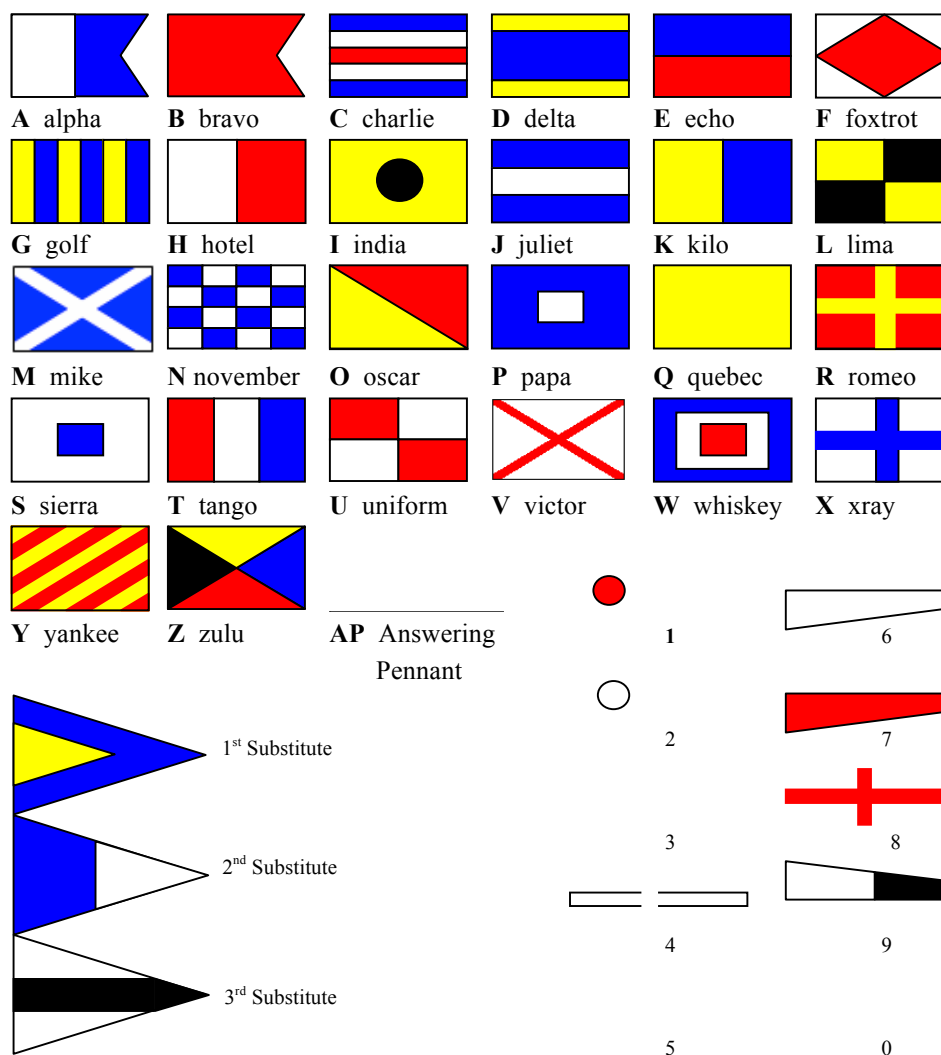 A alpha B bravo C charlie D delta E echo F foxtrot
G golf H hotel I india J juliet K kilo L lima
M mike N november O oscar P papa Q quebec R romeo
S sierra T tango U uniform V victor W whiskey X xray
Y yankee Z zulu AP Answering
Pennant
1 6
2 7
3 8
4 9
5 0
1st Substitute
2nd Substitute
3rd Substitute